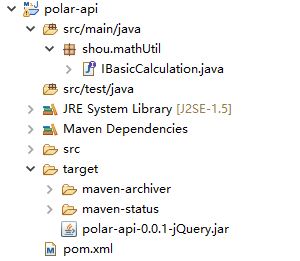 polar-api
src/main/java
shou.mathUtil
IBasicCalculation.java
src/test/java
JRE System Library [J2SE-1.5]
Maven Dependencies
src
target
maven-archiver
maven-status
polar-api-0.0.1-jQuery.jar
pom.xml